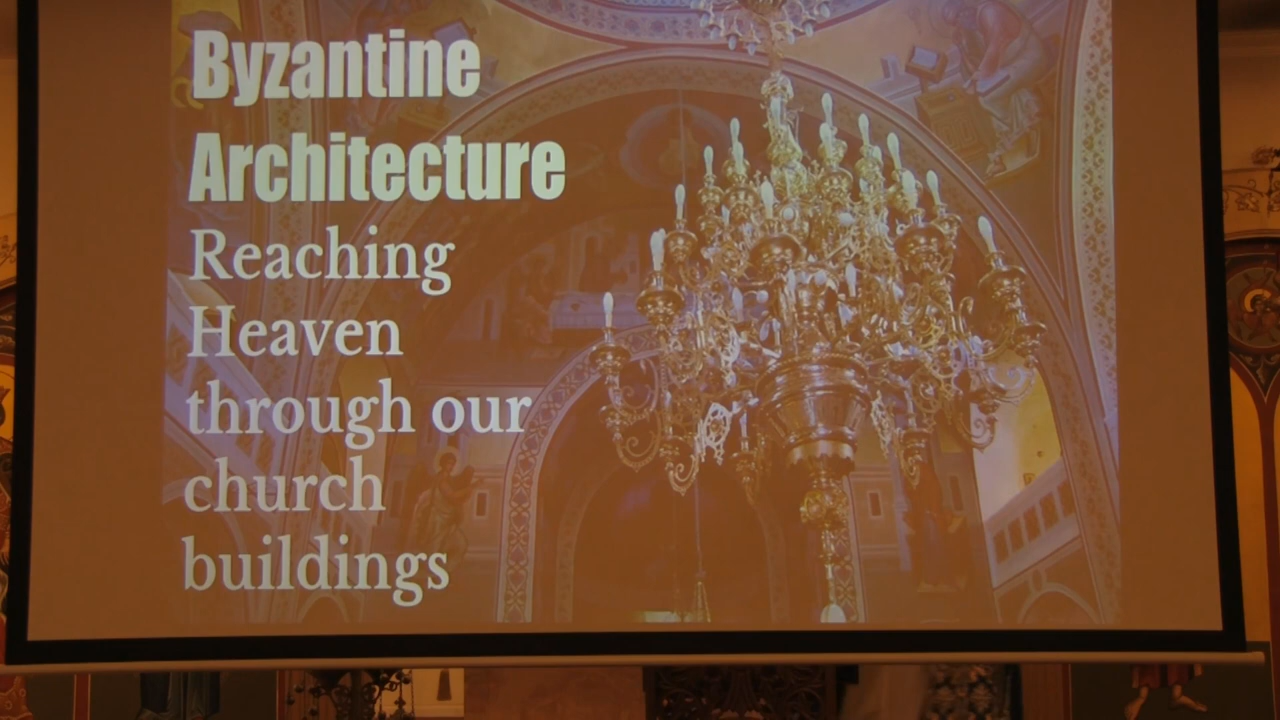 Byzantine
Architecture
Reaching
Heaven
through our
church
buildings